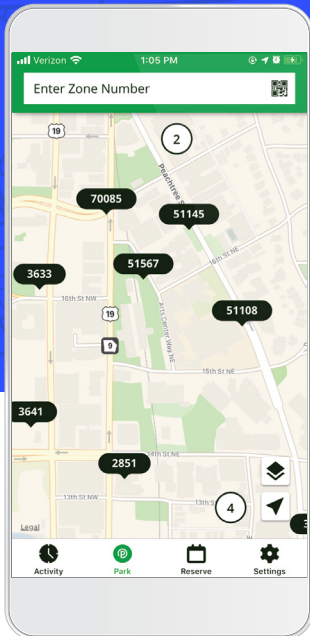 Verizon 1:05 PM
Enter Zone Number
19
2
Peachtree S
70085
51145
16th St NE
3633
51567
16th St NW
19
Arts Center Way NE
51108
9
15th St NE
3641
14th St NE
2851
13th St NW
13th S
4
3
Legal
Activity Park Reserve Settings